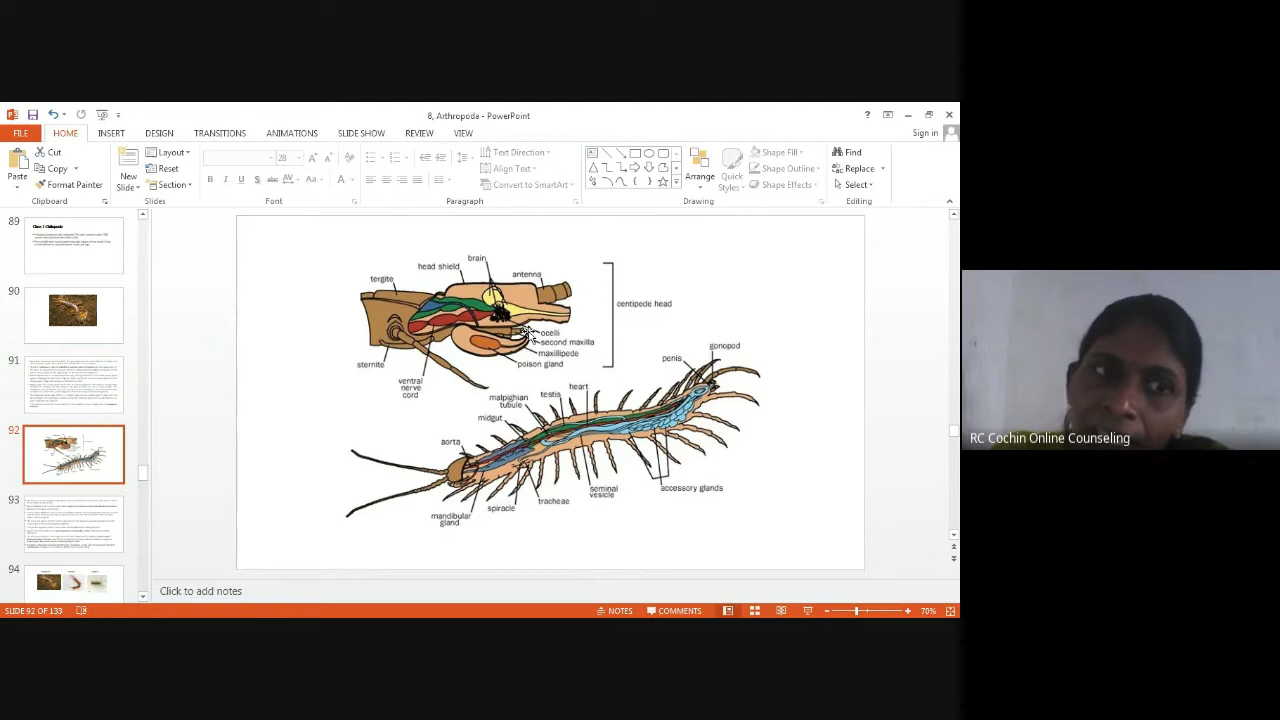 8, Arthropoda - PowerPoint
Sign in
FILE HOME INSERT DESIGN TRANSITIONS ANIMATIONS SLIDE SHOW REVIEW VIEW
Paste
Cut
Copy
Format Painter
Clipboard
New
Slide
Layout
Reset
Section
Slides
28
B I U S abc AV Aa A
Font
Text Direction
Align Text
Convert to SmartArt
Paragraph
Arrange
Quick
Styles
Shape Fill
Shape Outline
Shape Effects
Drawing
Find
Replace
Select
Editing
89
90
91
92
93
94
brain
head shield
antenna
tergite
centipede head
ocelli
second maxilla
maxillipede
poison gland
sternite
ventral
nerve
cord
gonopod
penis
heart
testis
malpighian
tubule
midgut
aorta
accessory glands
seminal
vesicle
tracheae
spiracle
mandibular
gland
Click to add notes
SLIDE 92 OF 133
NOTES
COMMENTS
70%
RC Cochin Online Counseling